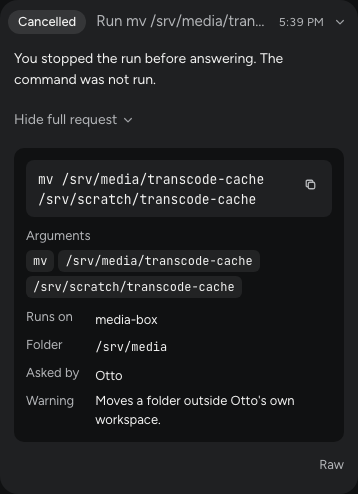 Cancelled Run mv /srv/media/tran... 5:39 PM
You stopped the run before answering. The
command was not run.
Hide full request
mv /srv/media/transcode-cache
/srv/scratch/transcode-cache
Arguments
mv /srv/media/transcode-cache
/srv/scratch/transcode-cache
Runs on media-box
Folder /srv/media
Asked by Otto
Warning Moves a folder outside Otto's own
workspace.
Raw